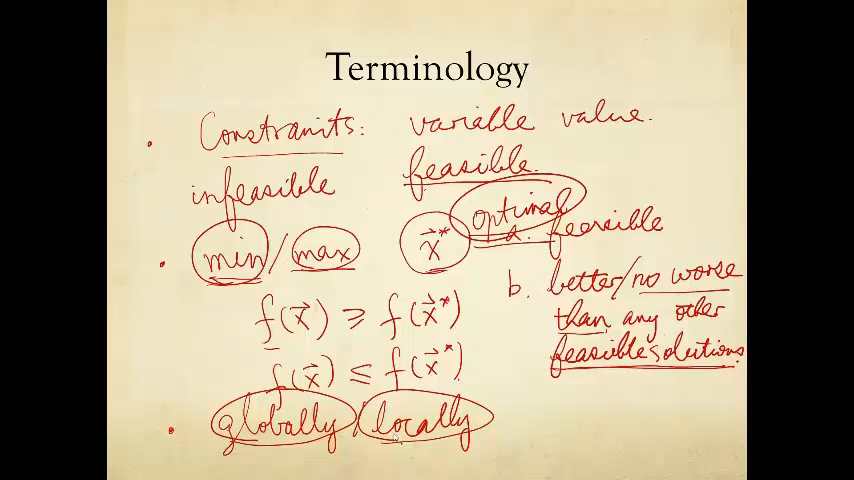 Terminology
• Constranits: variable value.
infeasible feasible.
optimal
• min / max x⃗* a. feasible
b. better/no worse
than any other
feasible solutions
f(x⃗) ⩾ f(x⃗*)
f(x⃗) ≤ f(x⃗*)
• globally / locally